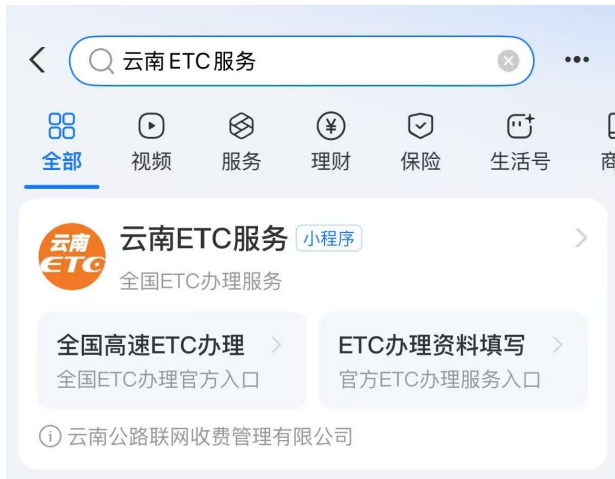 云南ETC服务
全部 视频 服务 理财 保险 生活号 商
云南ETC
云南ETC服务 小程序
全国ETC办理服务
全国高速ETC办理 ETC办理资料填写
全国ETC办理官方入口 官方ETC办理服务入口
云南公路联网收费管理有限公司